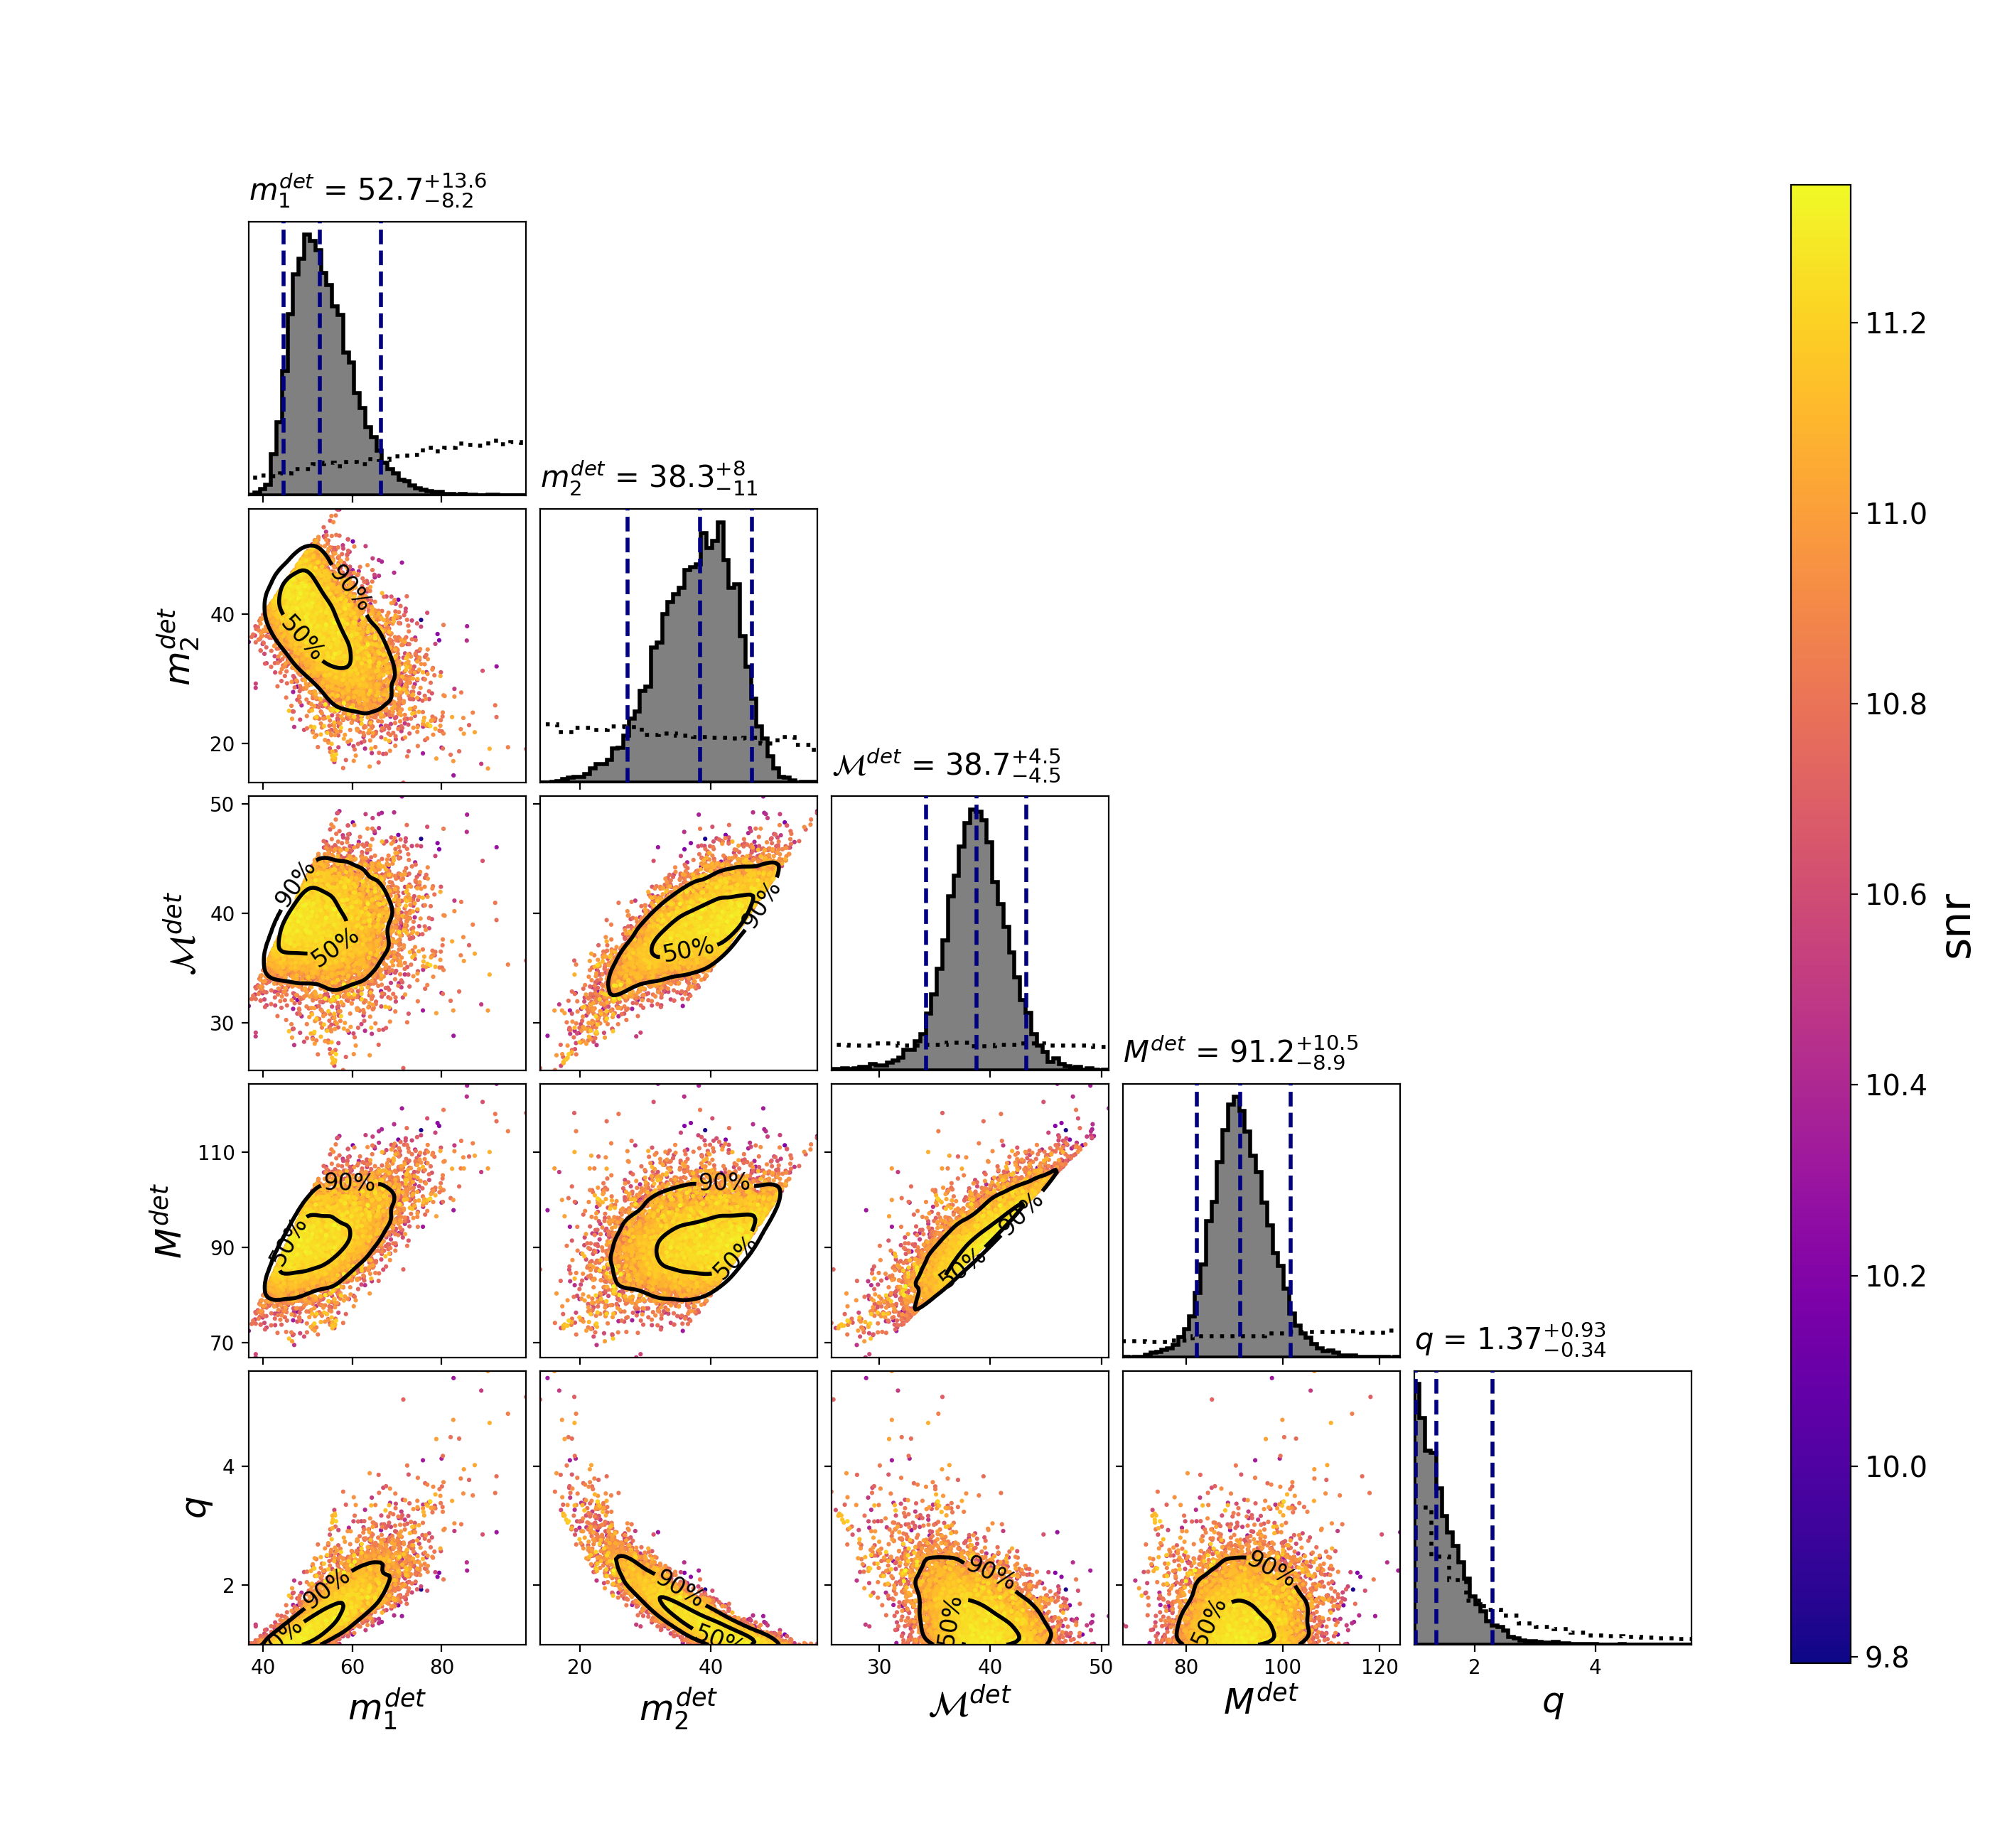 m₁^det = 52.7 +13.6 −8.2
m₂^det = 38.3 +8 −11
ℳ^det = 38.7 +4.5 −4.5
M^det = 91.2 +10.5 −8.9
q = 1.37 +0.93 −0.34
m₂^det
40
20
90%
50%
ℳ^det
50
40
30
90%
50%
50%
90%
M^det
110
90
70
90%
50%
90%
50%
90%
50%
q
4
2
90%
90%
50%
90%
50%
90%
50%
40 60 80
20 40
30 40 50
80 100 120
2 4
m₁^det
m₂^det
ℳ^det
M^det
q
11.2
11.0
10.8
10.6
10.4
10.2
10.0
9.8
snr